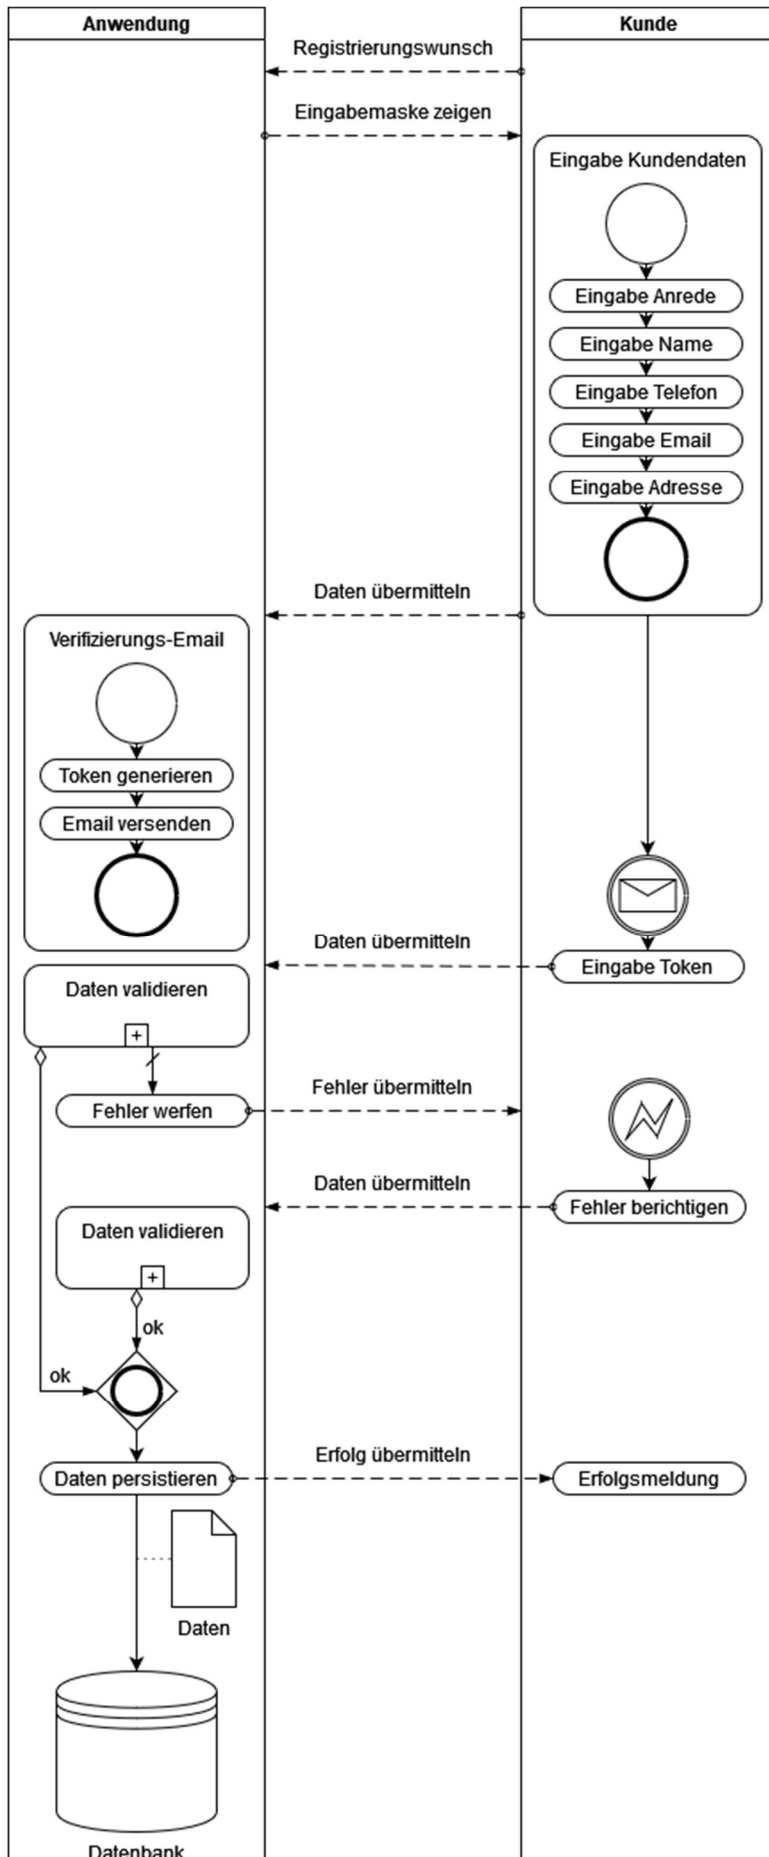 Anwendung
Kunde
Registrierungswunsch
Eingabemaske zeigen
Eingabe Kundendaten
Eingabe Anrede
Eingabe Name
Eingabe Telefon
Eingabe Email
Eingabe Adresse
Daten übermitteln
Verifizierungs-Email
Token generieren
Email versenden
Daten übermitteln
Eingabe Token
Daten validieren
+
Fehler werfen
Fehler übermitteln
Daten übermitteln
Fehler berichtigen
Daten validieren
+
ok
ok
Daten persistieren
Erfolg übermitteln
Erfolgsmeldung
Daten
Datenbank